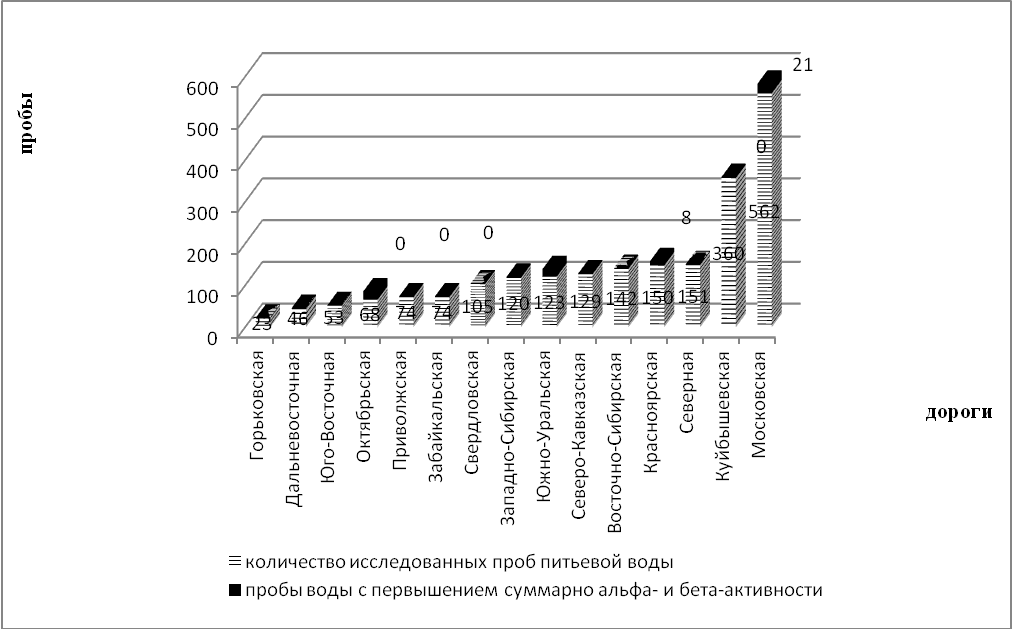 пробы
21
600
500
400
300
200
100
0
0
0
0
8
0
23
46
53
68
74
74
105
120
123
129
142
150
151
360
562
Горьковская
Дальневосточная
Юго-Восточная
Октябрьская
Приволжская
Забайкальская
Свердловская
Западно-Сибирская
Южно-Уральская
Северо-Кавказская
Восточно-Сибирская
Красноярская
Северная
Куйбышевская
Московская
дороги
количество исследованных проб питьевой воды
пробы воды с первышением суммарно альфа- и бета-активности